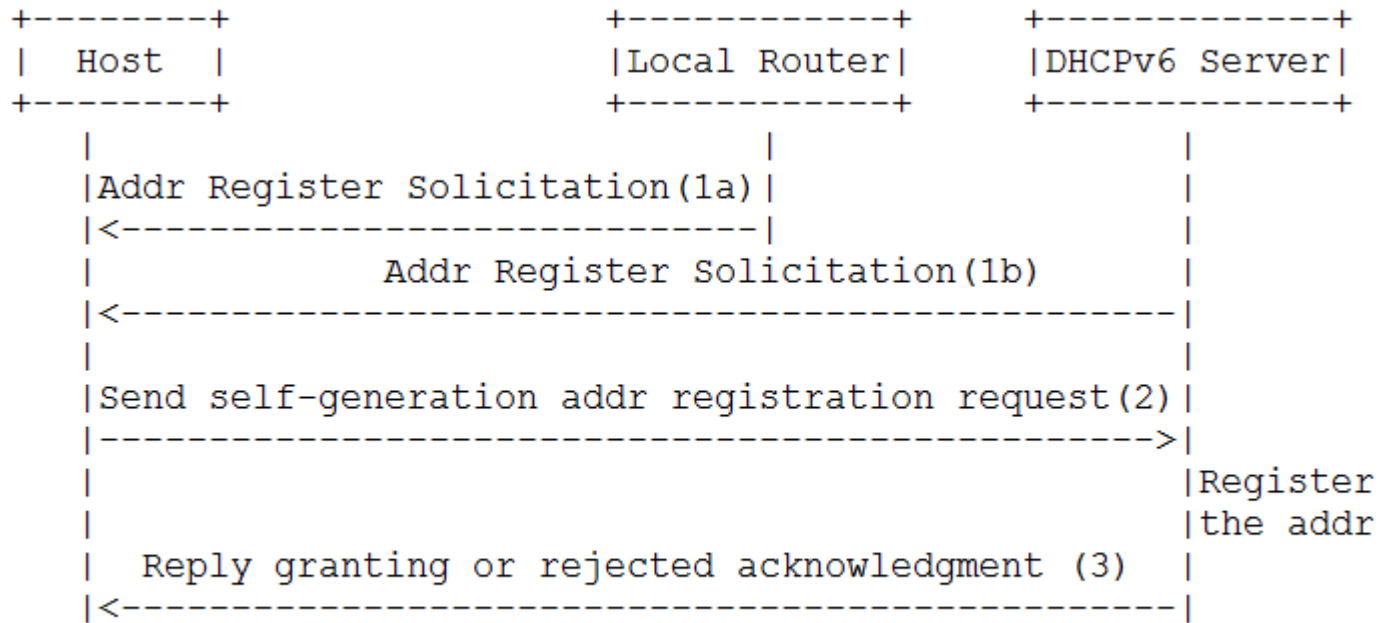 Host Local Router DHCPv6 Server
Addr Register Solicitation(1a)
Addr Register Solicitation(1b)
Send self-generation addr registration request(2)
Register
the addr
Reply granting or rejected acknowledgment (3)